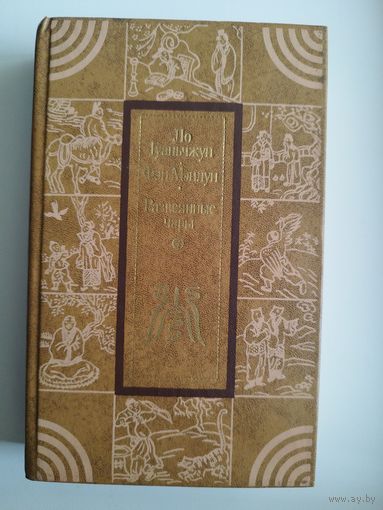 Ло
Гуаньчжун
Фэн Мэнлун
Развеянные
чары
www.ay.by